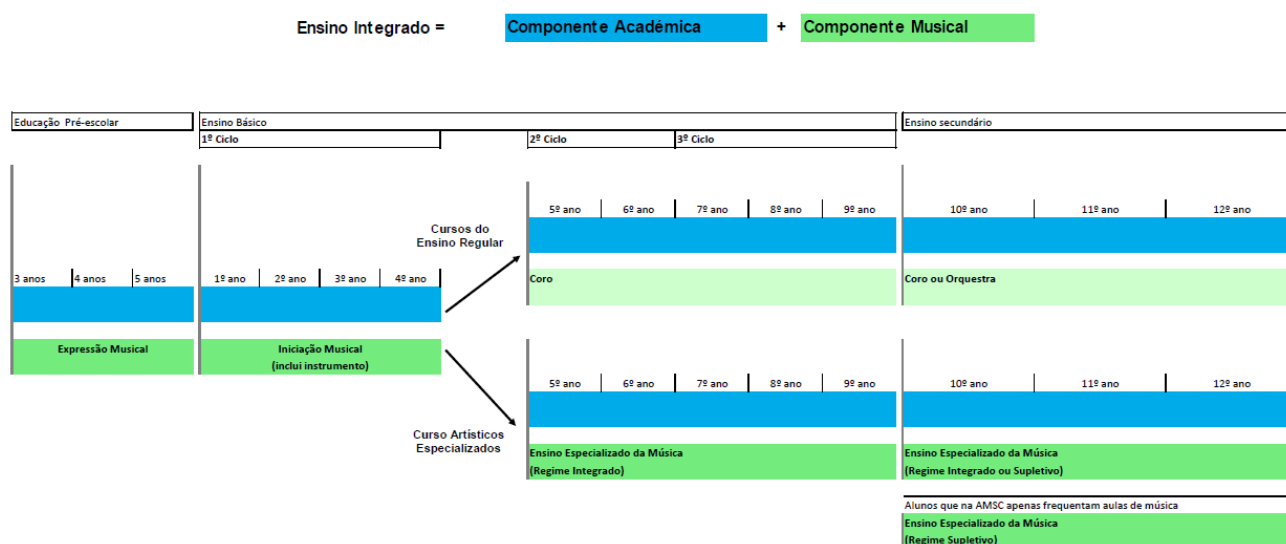 Ensino Integrado = Componente Académica + Componente Musical
Educação Pré-escolar
Ensino Básico
Ensino secundário
1º Ciclo
2º Ciclo
3º Ciclo
5º ano 6º ano 7º ano 8º ano 9º ano
10º ano 11º ano 12º ano
Cursos do
Ensino Regular
3 anos 4 anos 5 anos
1º ano 2º ano 3º ano 4º ano
Coro
Coro ou Orquestra
Expressão Musical
Iniciação Musical
(inclui instrumento)
5º ano 6º ano 7º ano 8º ano 9º ano
10º ano 11º ano 12º ano
Curso Artísticos
Especializados
Ensino Especializado da Música
(Regime Integrado)
Ensino Especializado da Música
(Regime Integrado ou Supletivo)
Alunos que na AMSC apenas frequentam aulas de música
Ensino Especializado da Música
(Regime Supletivo)